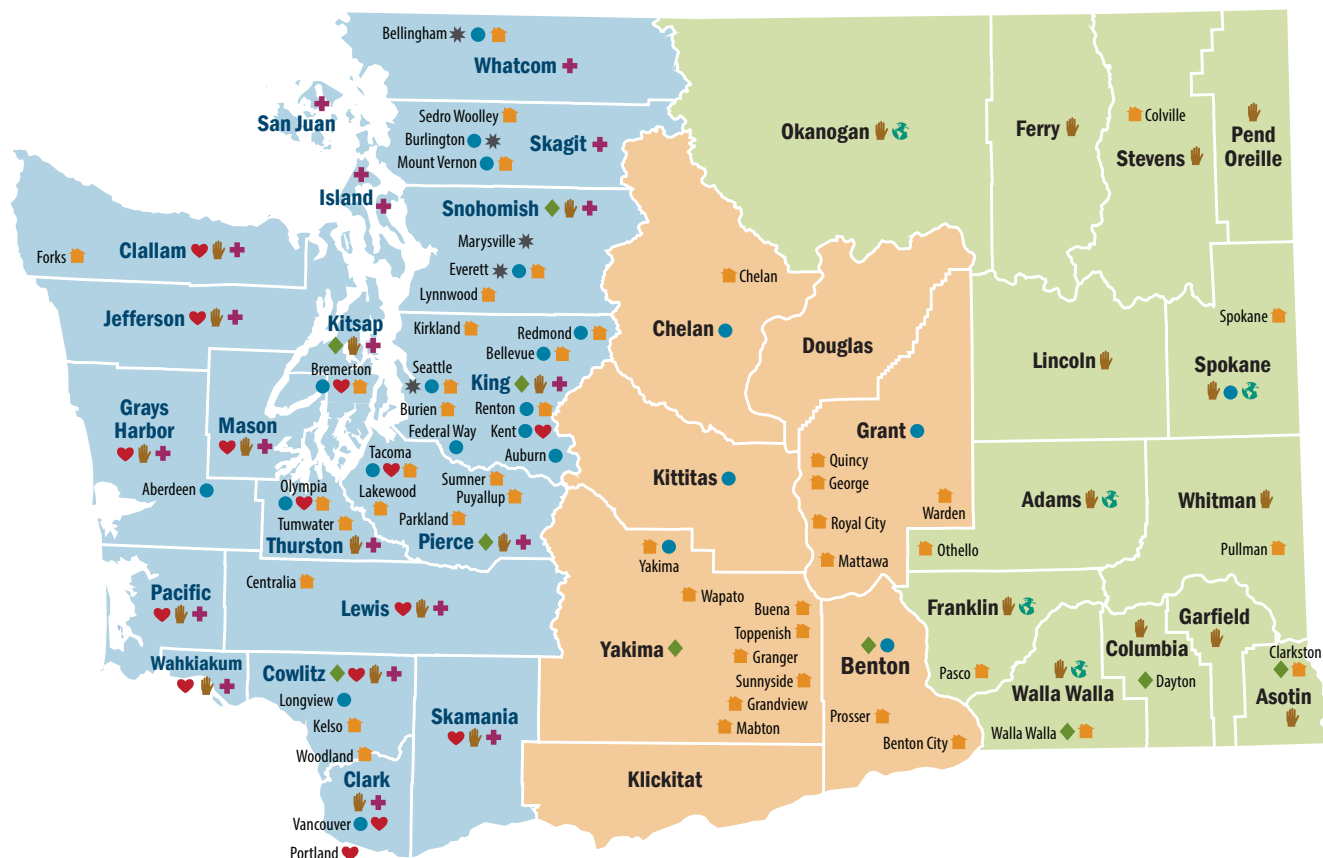 Bellingham
Whatcom
San Juan
Sedro Woolley
Burlington
Skagit
Mount Vernon
Island
Snohomish
Marysville
Everett
Lynnwood
Clallam
Forks
Jefferson
Kitsap
Bremerton
Kirkland
Redmond
Bellevue
Seattle
King
Burien
Renton
Federal Way
Kent
Auburn
Grays
Harbor
Mason
Aberdeen
Olympia
Tumwater
Thurston
Tacoma
Lakewood
Sumner
Puyallup
Parkland
Pierce
Pacific
Centralia
Lewis
Wahkiakum
Cowlitz
Longview
Kelso
Woodland
Skamania
Clark
Vancouver
Portland
Chelan
Chelan
Douglas
Kittitas
Grant
Quincy
George
Royal City
Warden
Mattawa
Yakima
Wapato
Buena
Toppenish
Yakima
Granger
Sunnyside
Grandview
Mabton
Benton
Prosser
Benton City
Klickitat
Okanogan
Ferry
Colville
Stevens
Pend
Oreille
Lincoln
Spokane
Spokane
Adams
Othello
Whitman
Pullman
Franklin
Pasco
Walla Walla
Walla Walla
Columbia
Dayton
Garfield
Clarkston
Asotin